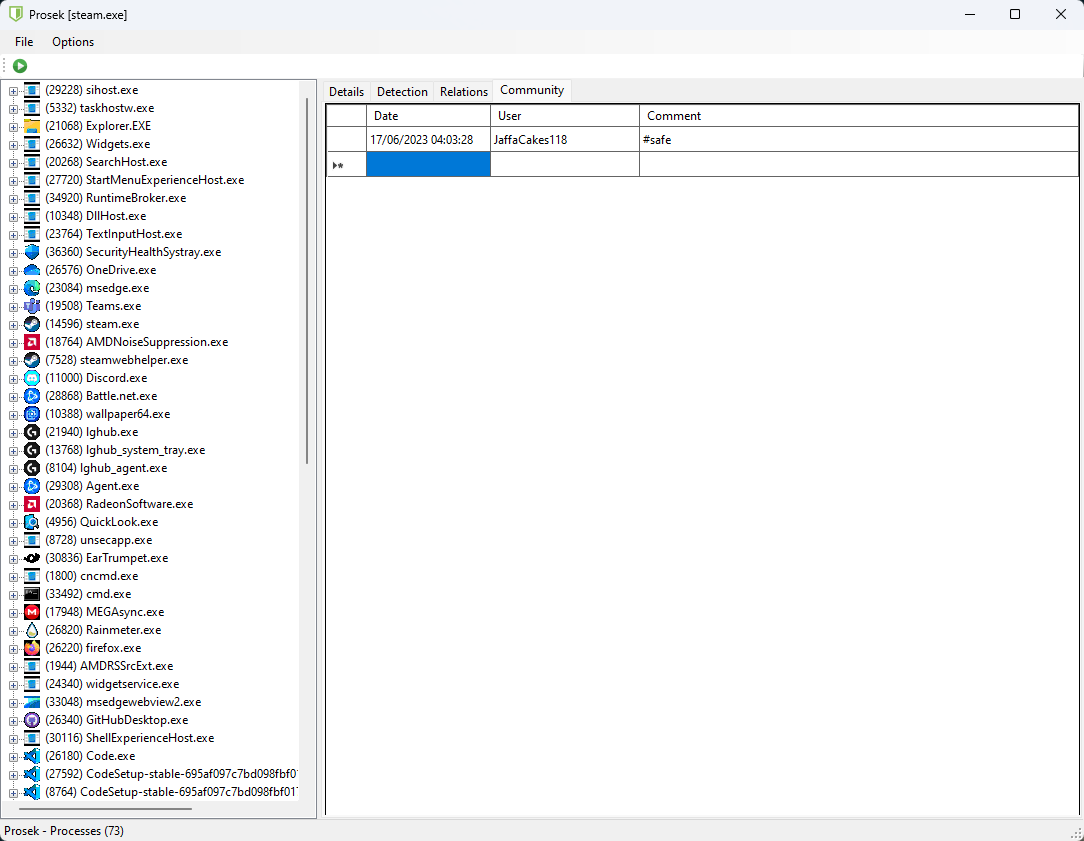 Prosek [steam.exe]
File Options
(29228) sihost.exe
(5332) taskhostw.exe
(21068) Explorer.EXE
(26632) Widgets.exe
(20268) SearchHost.exe
(27720) StartMenuExperienceHost.exe
(34920) RuntimeBroker.exe
(10348) DllHost.exe
(23764) TextInputHost.exe
(36360) SecurityHealthSystray.exe
(26576) OneDrive.exe
(23084) msedge.exe
(19508) Teams.exe
(14596) steam.exe
(18764) AMDNoiseSuppression.exe
(7528) steamwebhelper.exe
(11000) Discord.exe
(28868) Battle.net.exe
(10388) wallpaper64.exe
(21940) lghub.exe
(13768) lghub_system_tray.exe
(8104) lghub_agent.exe
(29308) Agent.exe
(20368) RadeonSoftware.exe
(4956) QuickLook.exe
(8728) unsecapp.exe
(30836) EarTrumpet.exe
(1800) cncmd.exe
(33492) cmd.exe
(17948) MEGAsync.exe
(26820) Rainmeter.exe
(26220) firefox.exe
(1944) AMDRSSrcExt.exe
(24340) widgetservice.exe
(33048) msedgewebview2.exe
(26340) GitHubDesktop.exe
(30116) ShellExperienceHost.exe
(26180) Code.exe
(27592) CodeSetup-stable-695af097c7bd098fbf01
(8764) CodeSetup-stable-695af097c7bd098fbf017
Details Detection Relations Community
Date User Comment
17/06/2023 04:03:28 JaffaCakes118 #safe
Prosek - Processes (73)